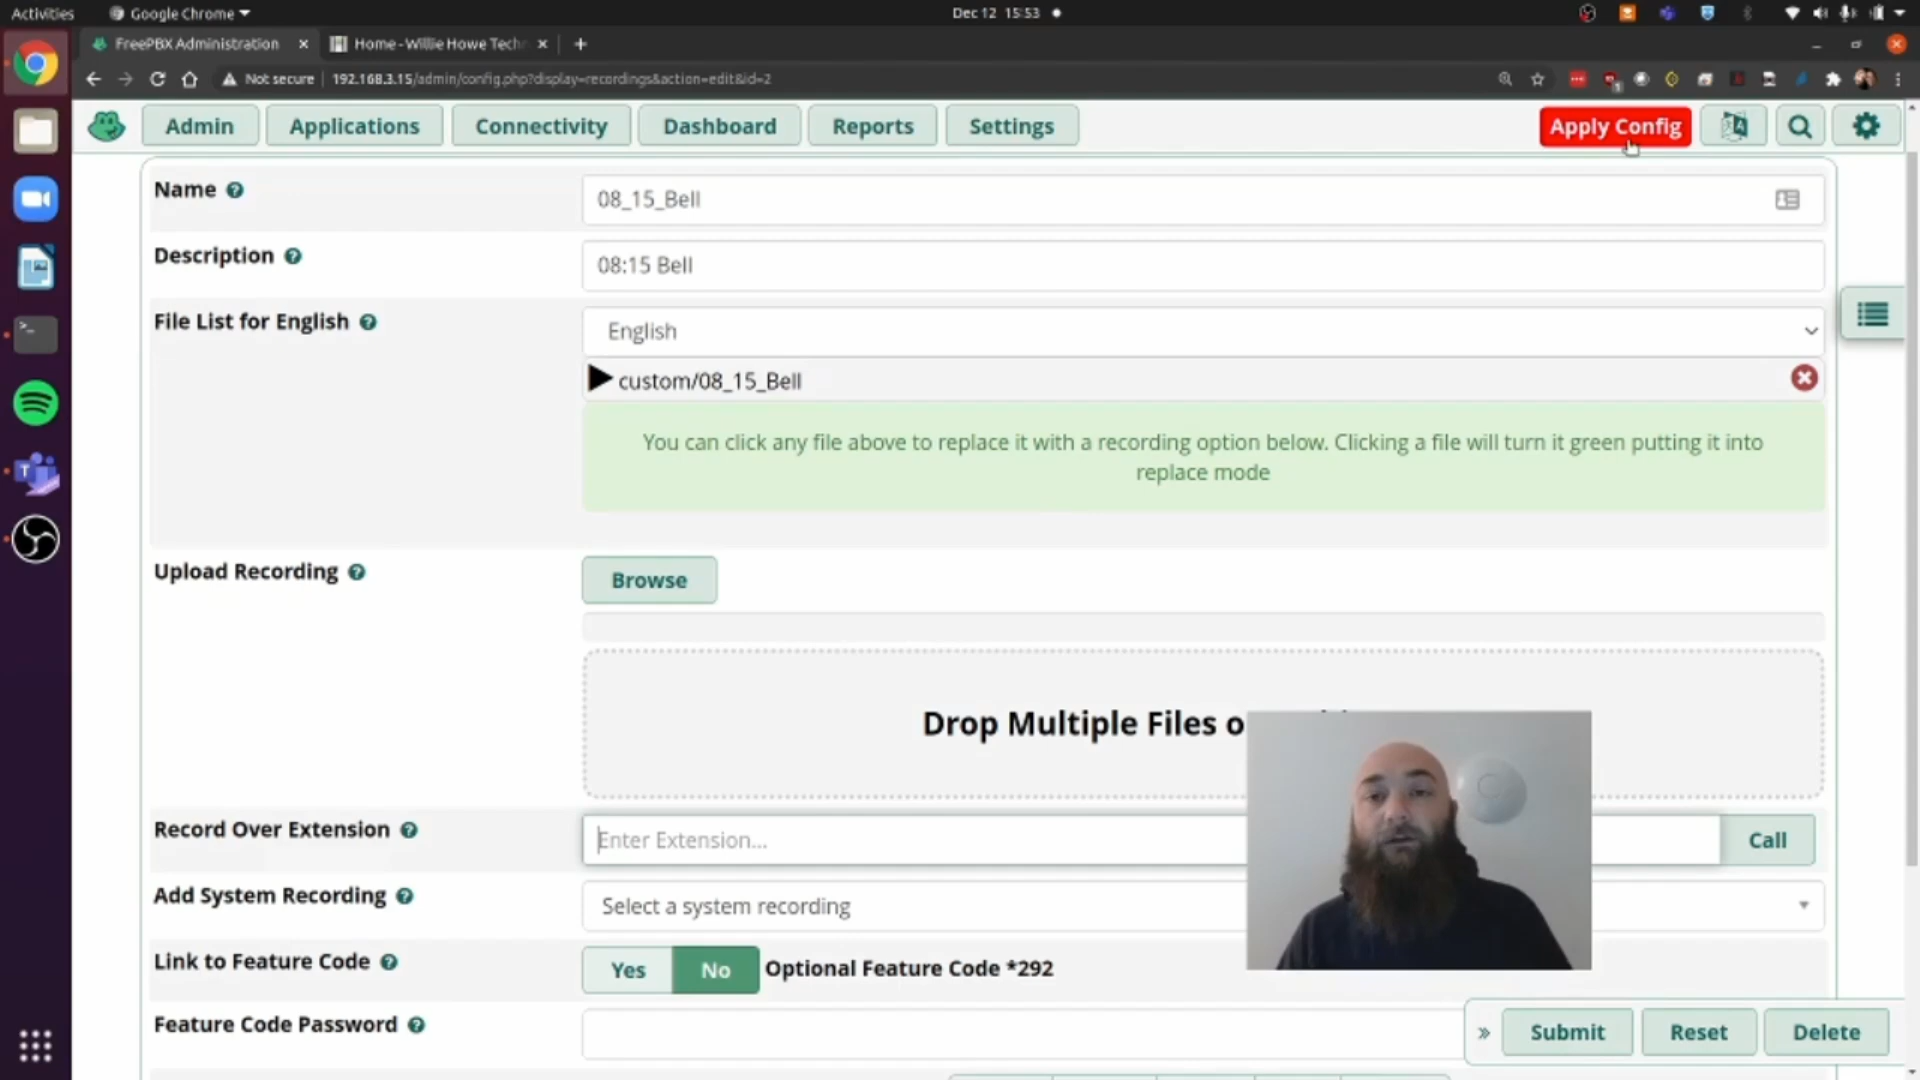 Activities
Google Chrome
Dec 12 15:53
FreePBX Administration
Home - Willie Howe Tech
Not secure
192.168.3.15/admin/config.php?display=recordings&action=edit&id=2
Admin
Applications
Connectivity
Dashboard
Reports
Settings
Apply Config
Name
08_15_Bell
Description
08:15 Bell
File List for English
English
custom/08_15_Bell
You can click any file above to replace it with a recording option below. Clicking a file will turn it green putting it into
replace mode
Upload Recording
Browse
Drop Multiple Files
Record Over Extension
Enter Extension...
Call
Add System Recording
Select a system recording
Link to Feature Code
Yes
No
Optional Feature Code *292
Feature Code Password
Submit
Reset
Delete